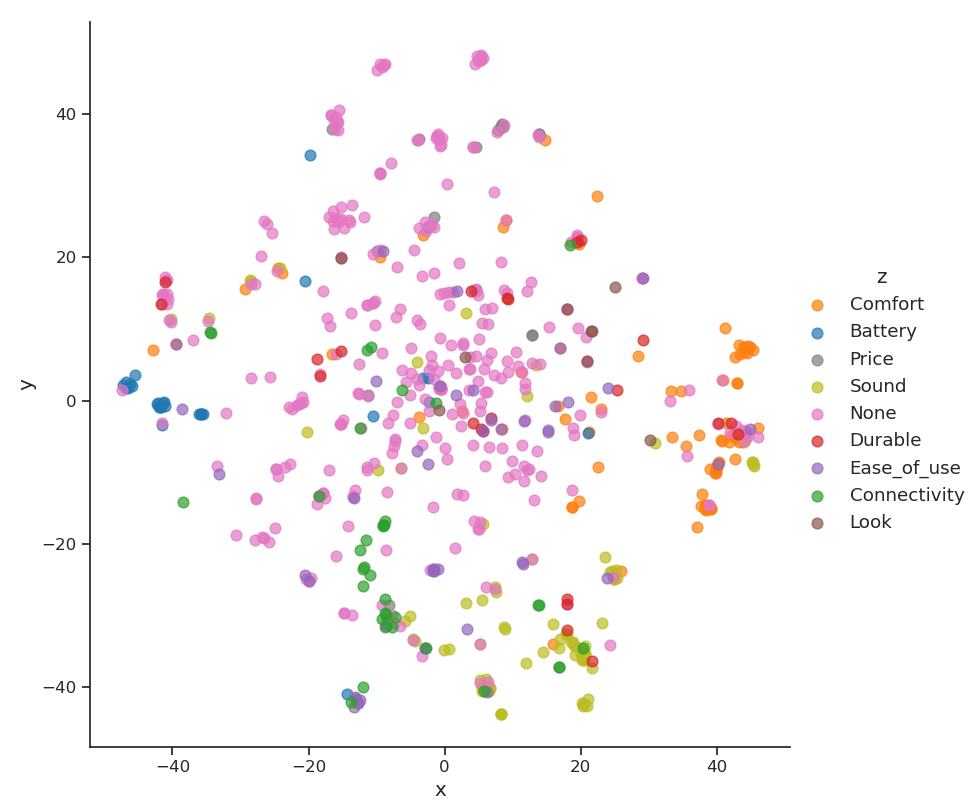 40
20
0
−20
−40
y
−40
−20
0
20
40
x
z
Comfort
Battery
Price
Sound
None
Durable
Ease_of_use
Connectivity
Look